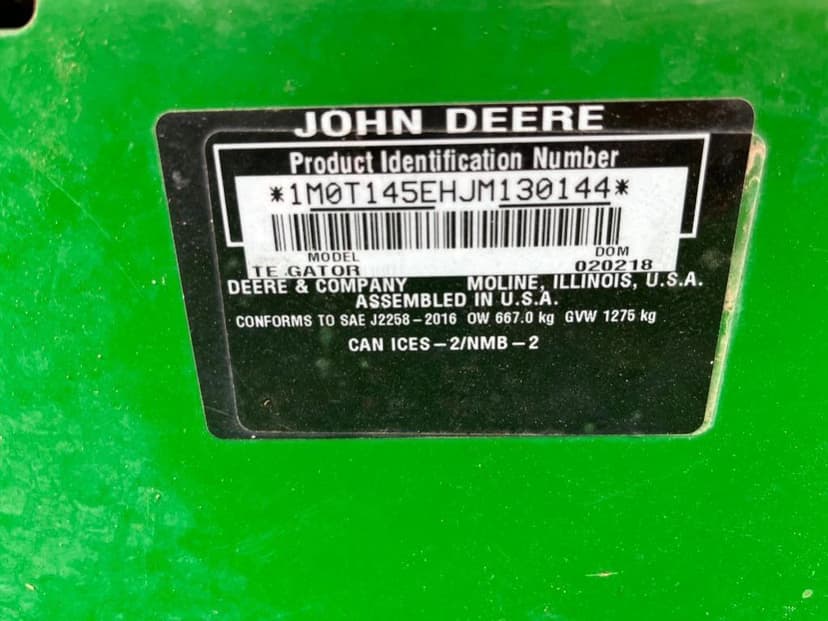 JOHN DEERE
Product Identification Number
*1M0T145EHJM130144*
MODEL DOM
TE GATOR 020218
DEERE & COMPANY MOLINE, ILLINOIS, U.S.A.
ASSEMBLED IN U.S.A.
CONFORMS TO SAE J2258-2016 OW 667.0 kg GVW 1275 kg
CAN ICES-2/NMB-2